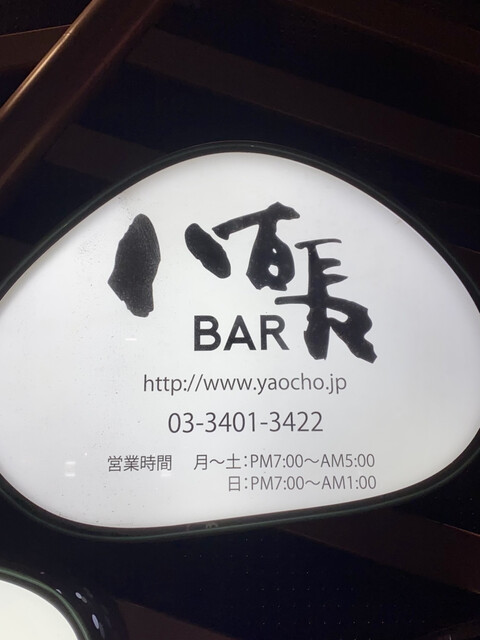 八百長
BAR
http://www.yaocho.jp
03-3401-3422
営業時間 月～土:PM7:00～AM5:00
日:PM7:00～AM1:00